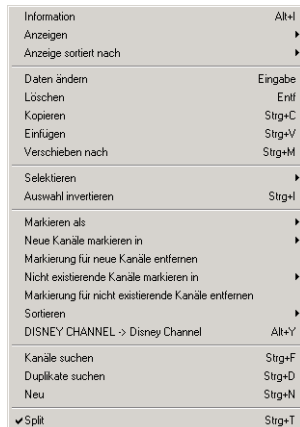 Information Alt+I
Anzeigen
Anzeige sortiert nach
Daten ändern Eingabe
Löschen Entf
Kopieren Strg+C
Einfügen Strg+V
Verschieben nach Strg+M
Selektieren
Auswahl invertieren Strg+I
Markieren als
Neue Kanäle markieren in
Markierung für neue Kanäle entfernen
Nicht existierende Kanäle markieren in
Markierung für nicht existierende Kanäle entfernen
Sortieren
DISNEY CHANNEL -> Disney Channel Alt+Y
Kanäle suchen Strg+F
Duplikate suchen Strg+D
Neu Strg+N
Split Strg+T